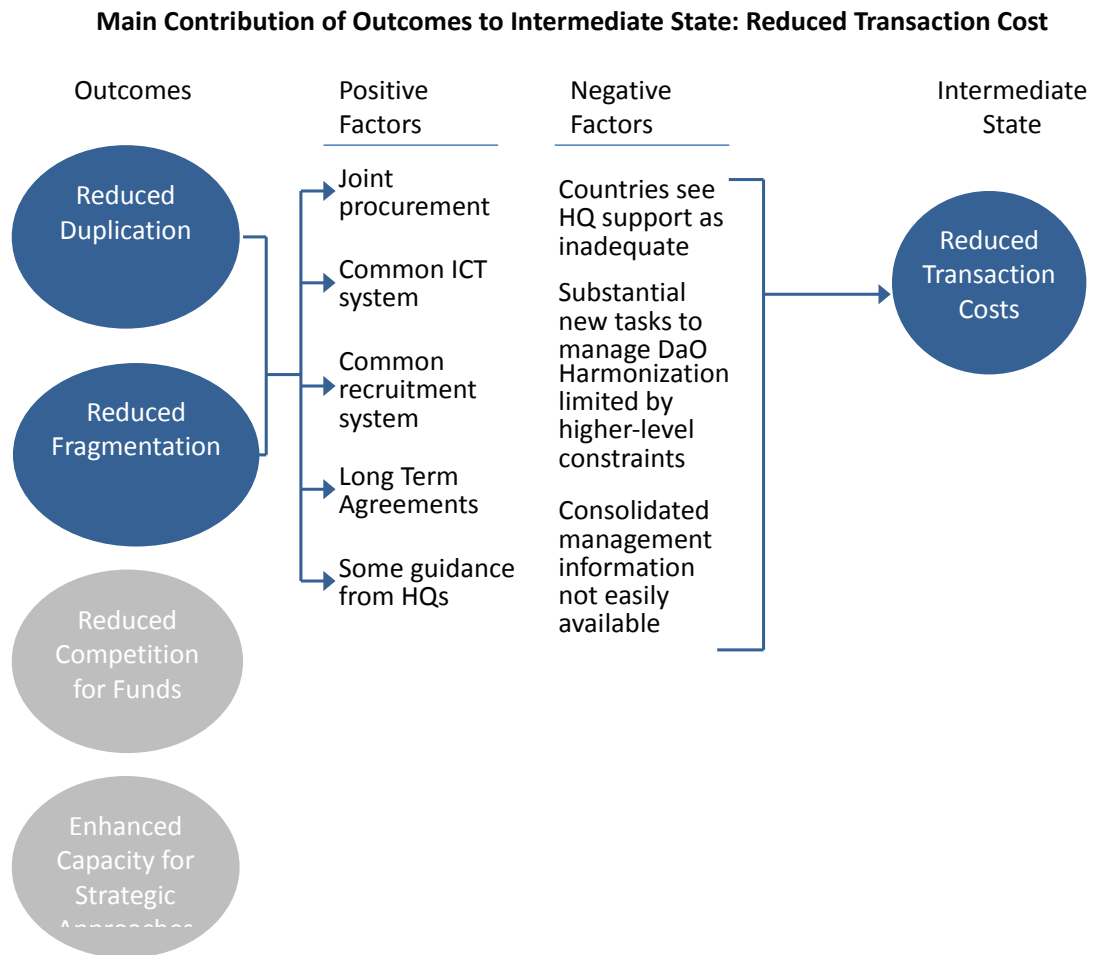 Main Contribution of Outcomes to Intermediate State: Reduced Transaction Cost
Outcomes
Positive
Factors
Negative
Factors
Intermediate
State
Reduced
Duplication
Reduced
Fragmentation
Reduced
Competition
for Funds
Enhanced
Capacity for
Strategic
Approaches
Joint
procurement
Common ICT
system
Common
recruitment
system
Long Term
Agreements
Some guidance
from HQs
Countries see
HQ support as
inadequate
Substantial
new tasks to
manage DaO
Harmonization
limited by
higher-level
constraints
Consolidated
management
information
not easily
available
Reduced
Transaction
Costs